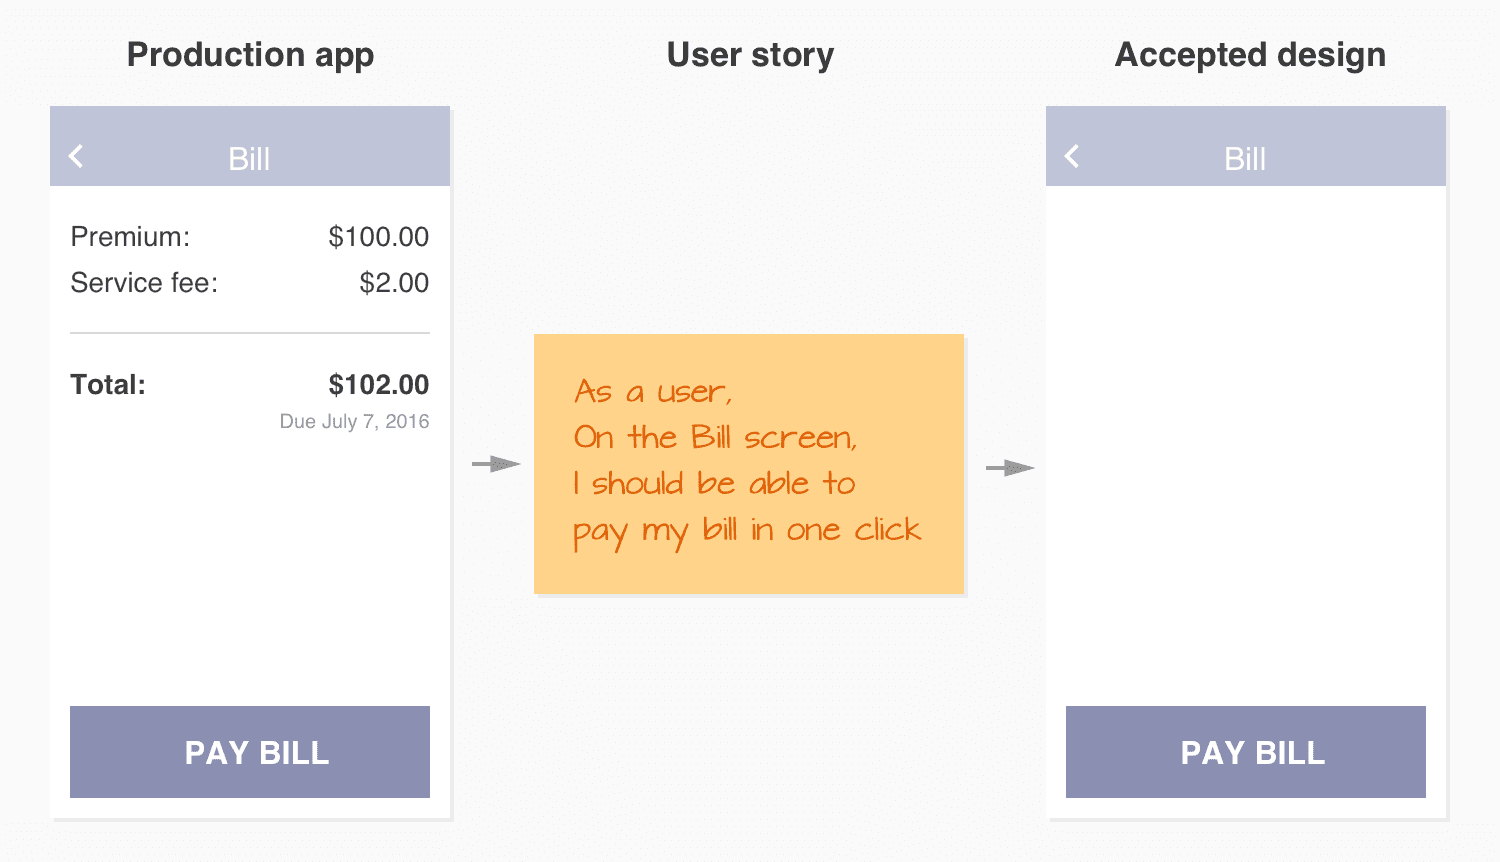 Production app
User story
Accepted design
Bill
Premium: $100.00
Service fee: $2.00
Total: $102.00
Due July 7, 2016
PAY BILL
As a user,
On the Bill screen,
I should be able to
pay my bill in one click
Bill
PAY BILL